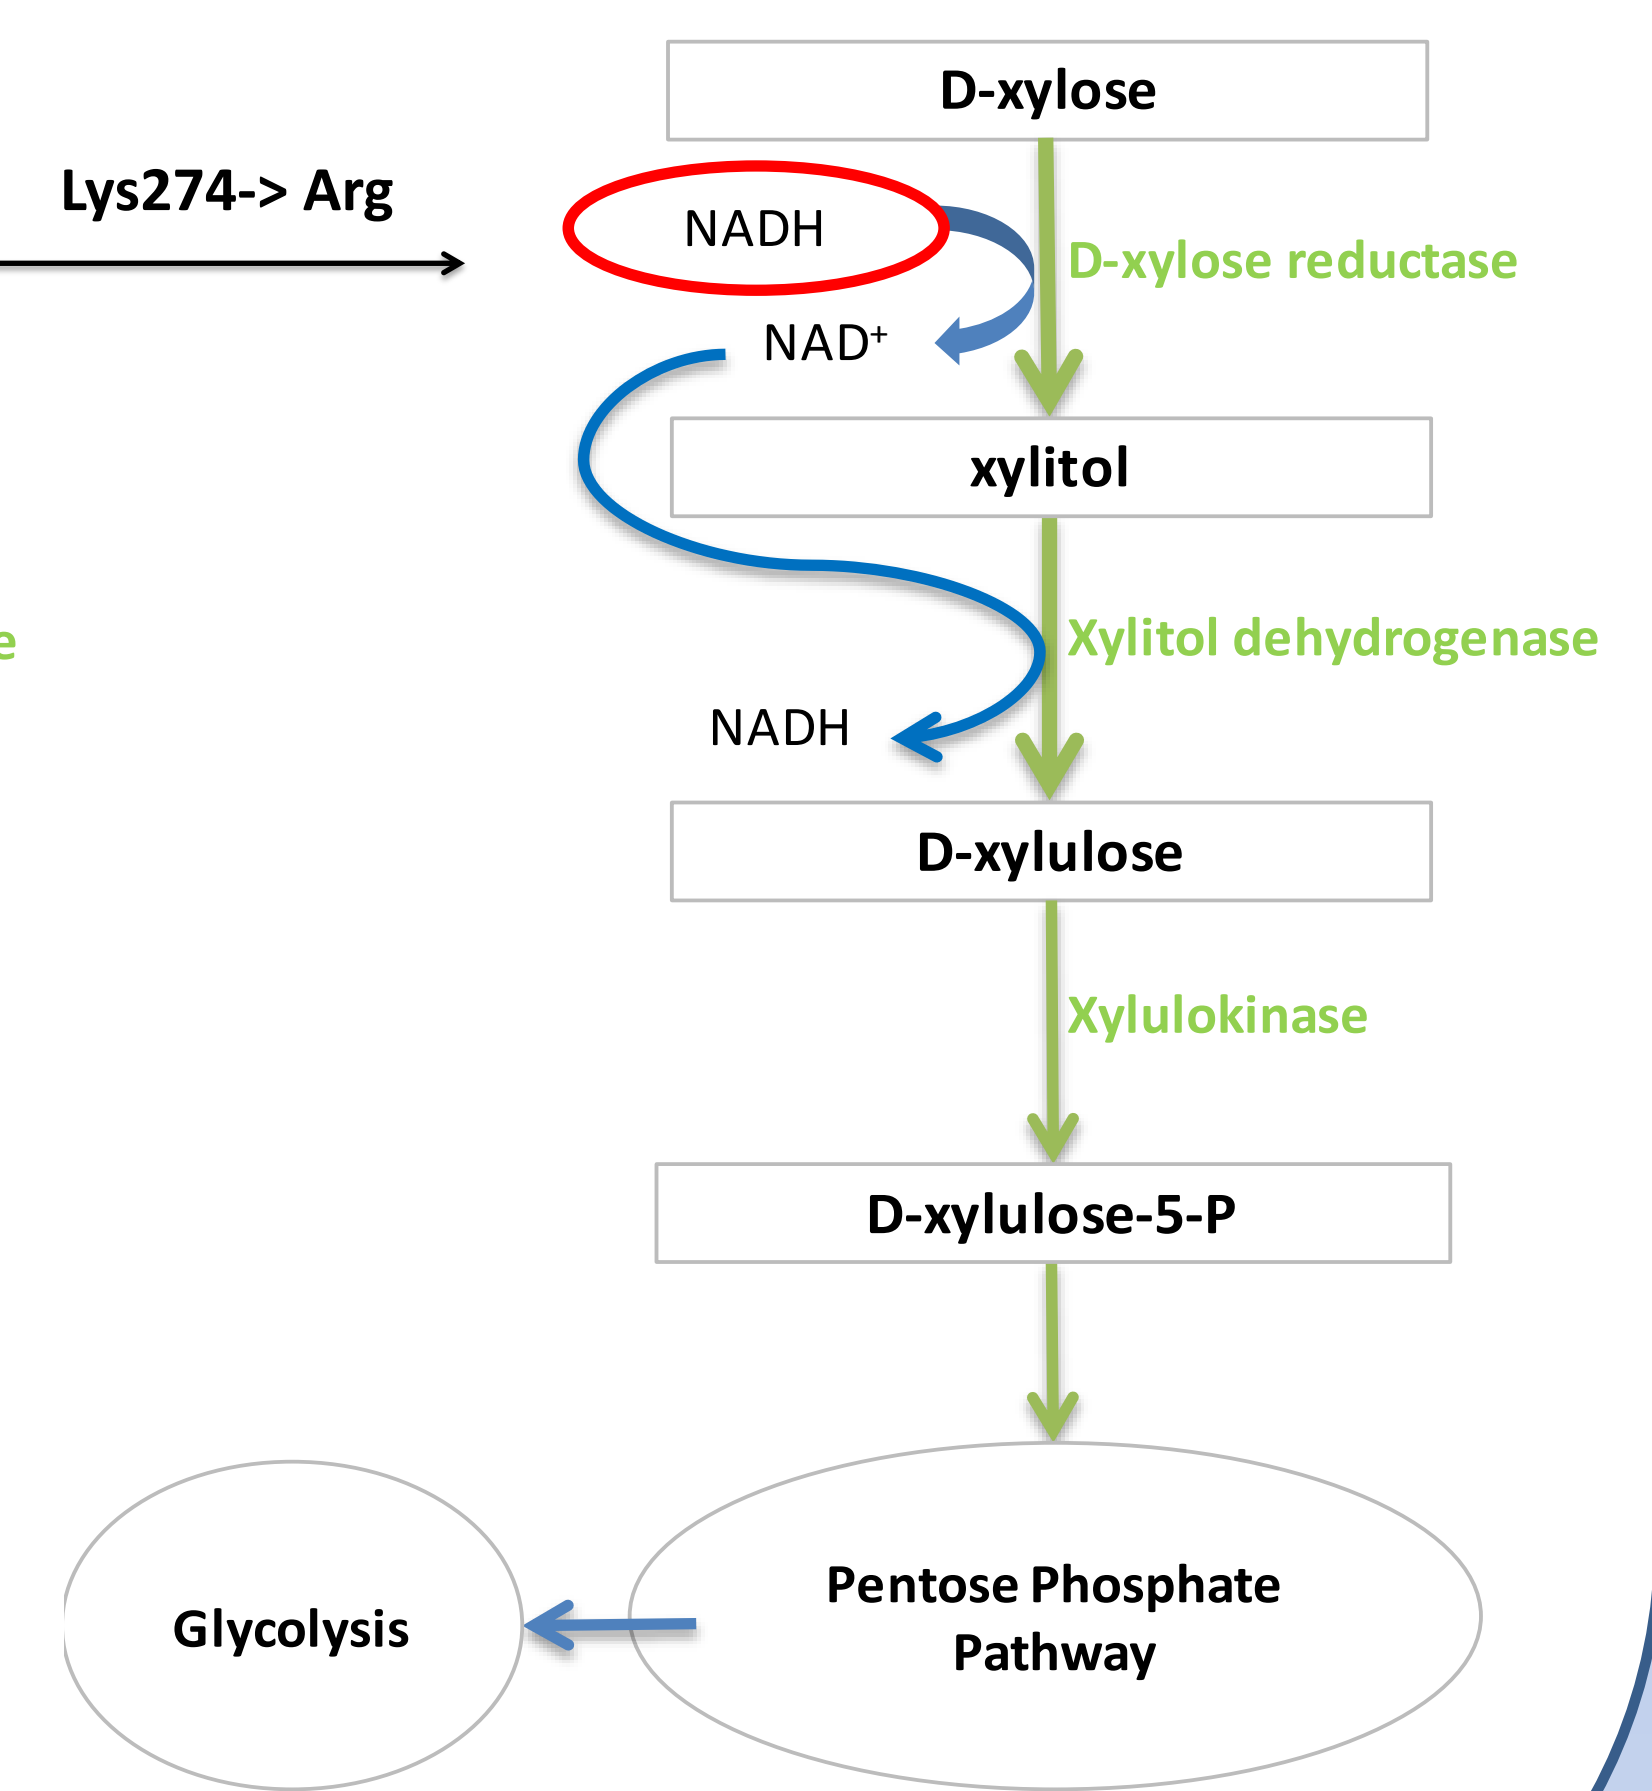 D-xylose
Lys274-> Arg
NADH
D-xylose reductase
NAD⁺
xylitol
e
Xylitol dehydrogenase
NADH
D-xylulose
Xylulokinase
D-xylulose-5-P
Pentose Phosphate
Pathway
Glycolysis